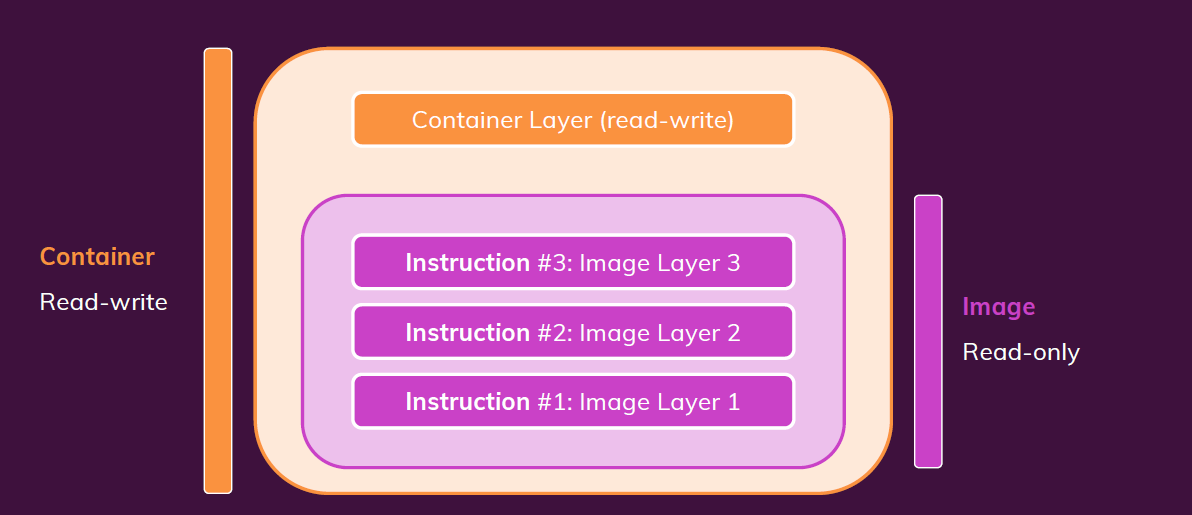 Container Layer (read-write)
Instruction #3: Image Layer 3
Instruction #2: Image Layer 2
Instruction #1: Image Layer 1
Container
Read-write
Image
Read-only